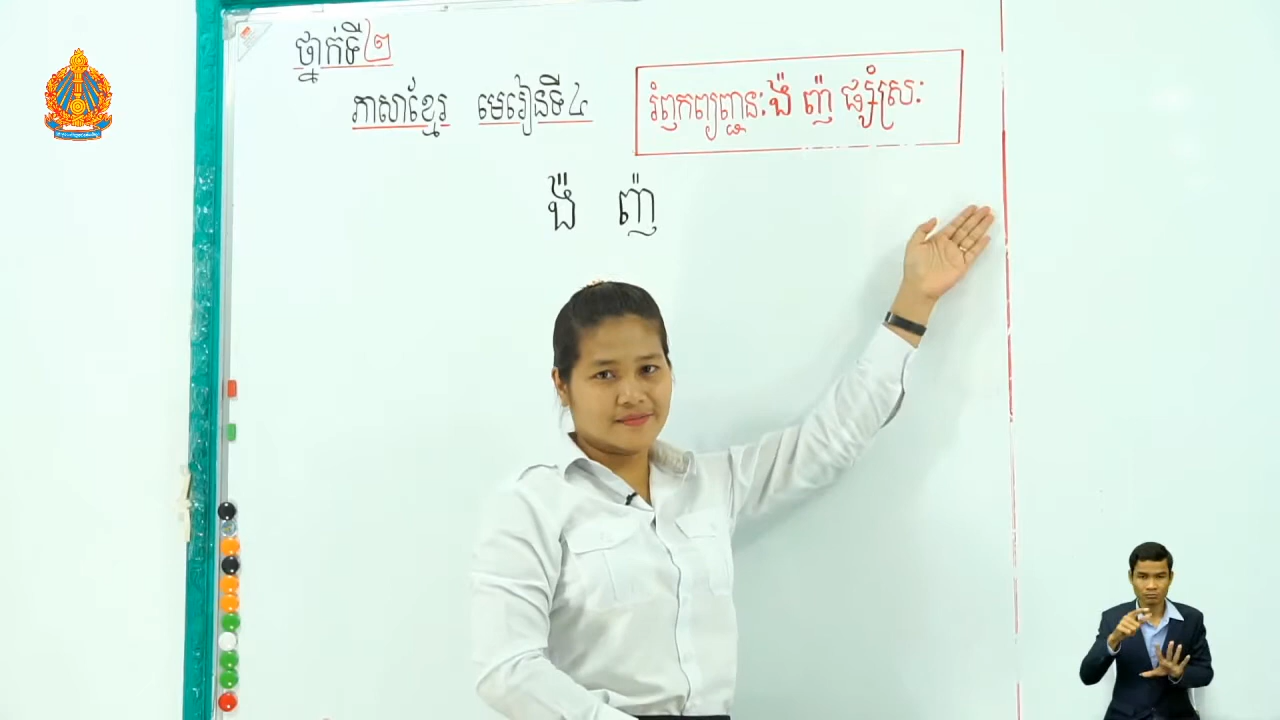 ថ្នាក់ទី២
ភាសាខ្មែរ មេរៀនទី៤
រំឭកព្យព្ជានៈ ង៉ ញ៉ ផ្សំស្រៈ
ង៉ ញ៉